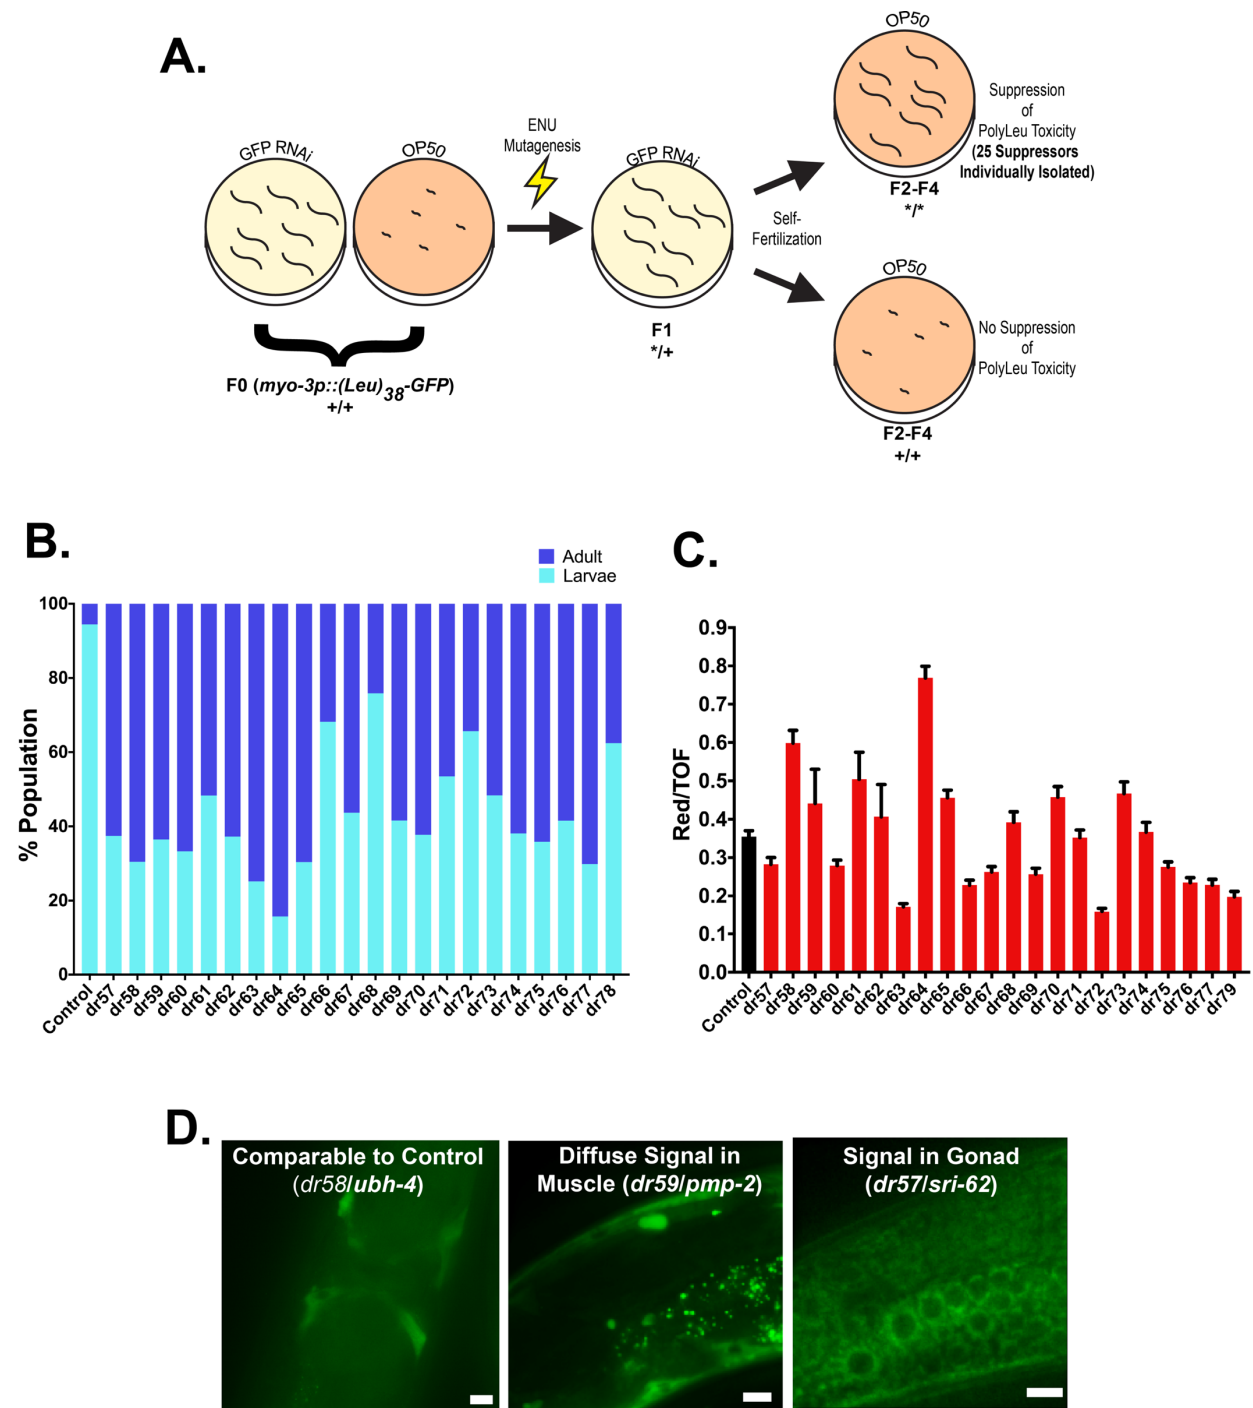 A.
GFP RNAi
OP50
ENU
Mutagenesis
GFP RNAi
Self-
Fertilization
OP50
Suppression
of
PolyLeu Toxicity
(25 Suppressors
Individually Isolated)
F2-F4
*/*
F0 (myo-3p::(Leu)38-GFP)
+/+
F1
*/+
OP50
No Suppression
of
PolyLeu Toxicity
F2-F4
+/+
B.
Adult
Larvae
% Population
100
80
60
40
20
0
Control
dr57
dr58
dr59
dr60
dr61
dr62
dr63
dr64
dr65
dr66
dr67
dr68
dr69
dr70
dr71
dr72
dr73
dr74
dr75
dr76
dr77
dr78
C.
Red/TOF
0.9
0.8
0.7
0.6
0.5
0.4
0.3
0.2
0.1
0.0
Control
dr57
dr58
dr59
dr60
dr61
dr62
dr63
dr64
dr65
dr66
dr67
dr68
dr69
dr70
dr71
dr72
dr73
dr74
dr75
dr76
dr77
dr79
D.
Comparable to Control
(dr58/ubh-4)
Diffuse Signal in
Muscle (dr59/pmp-2)
Signal in Gonad
(dr57/sri-62)